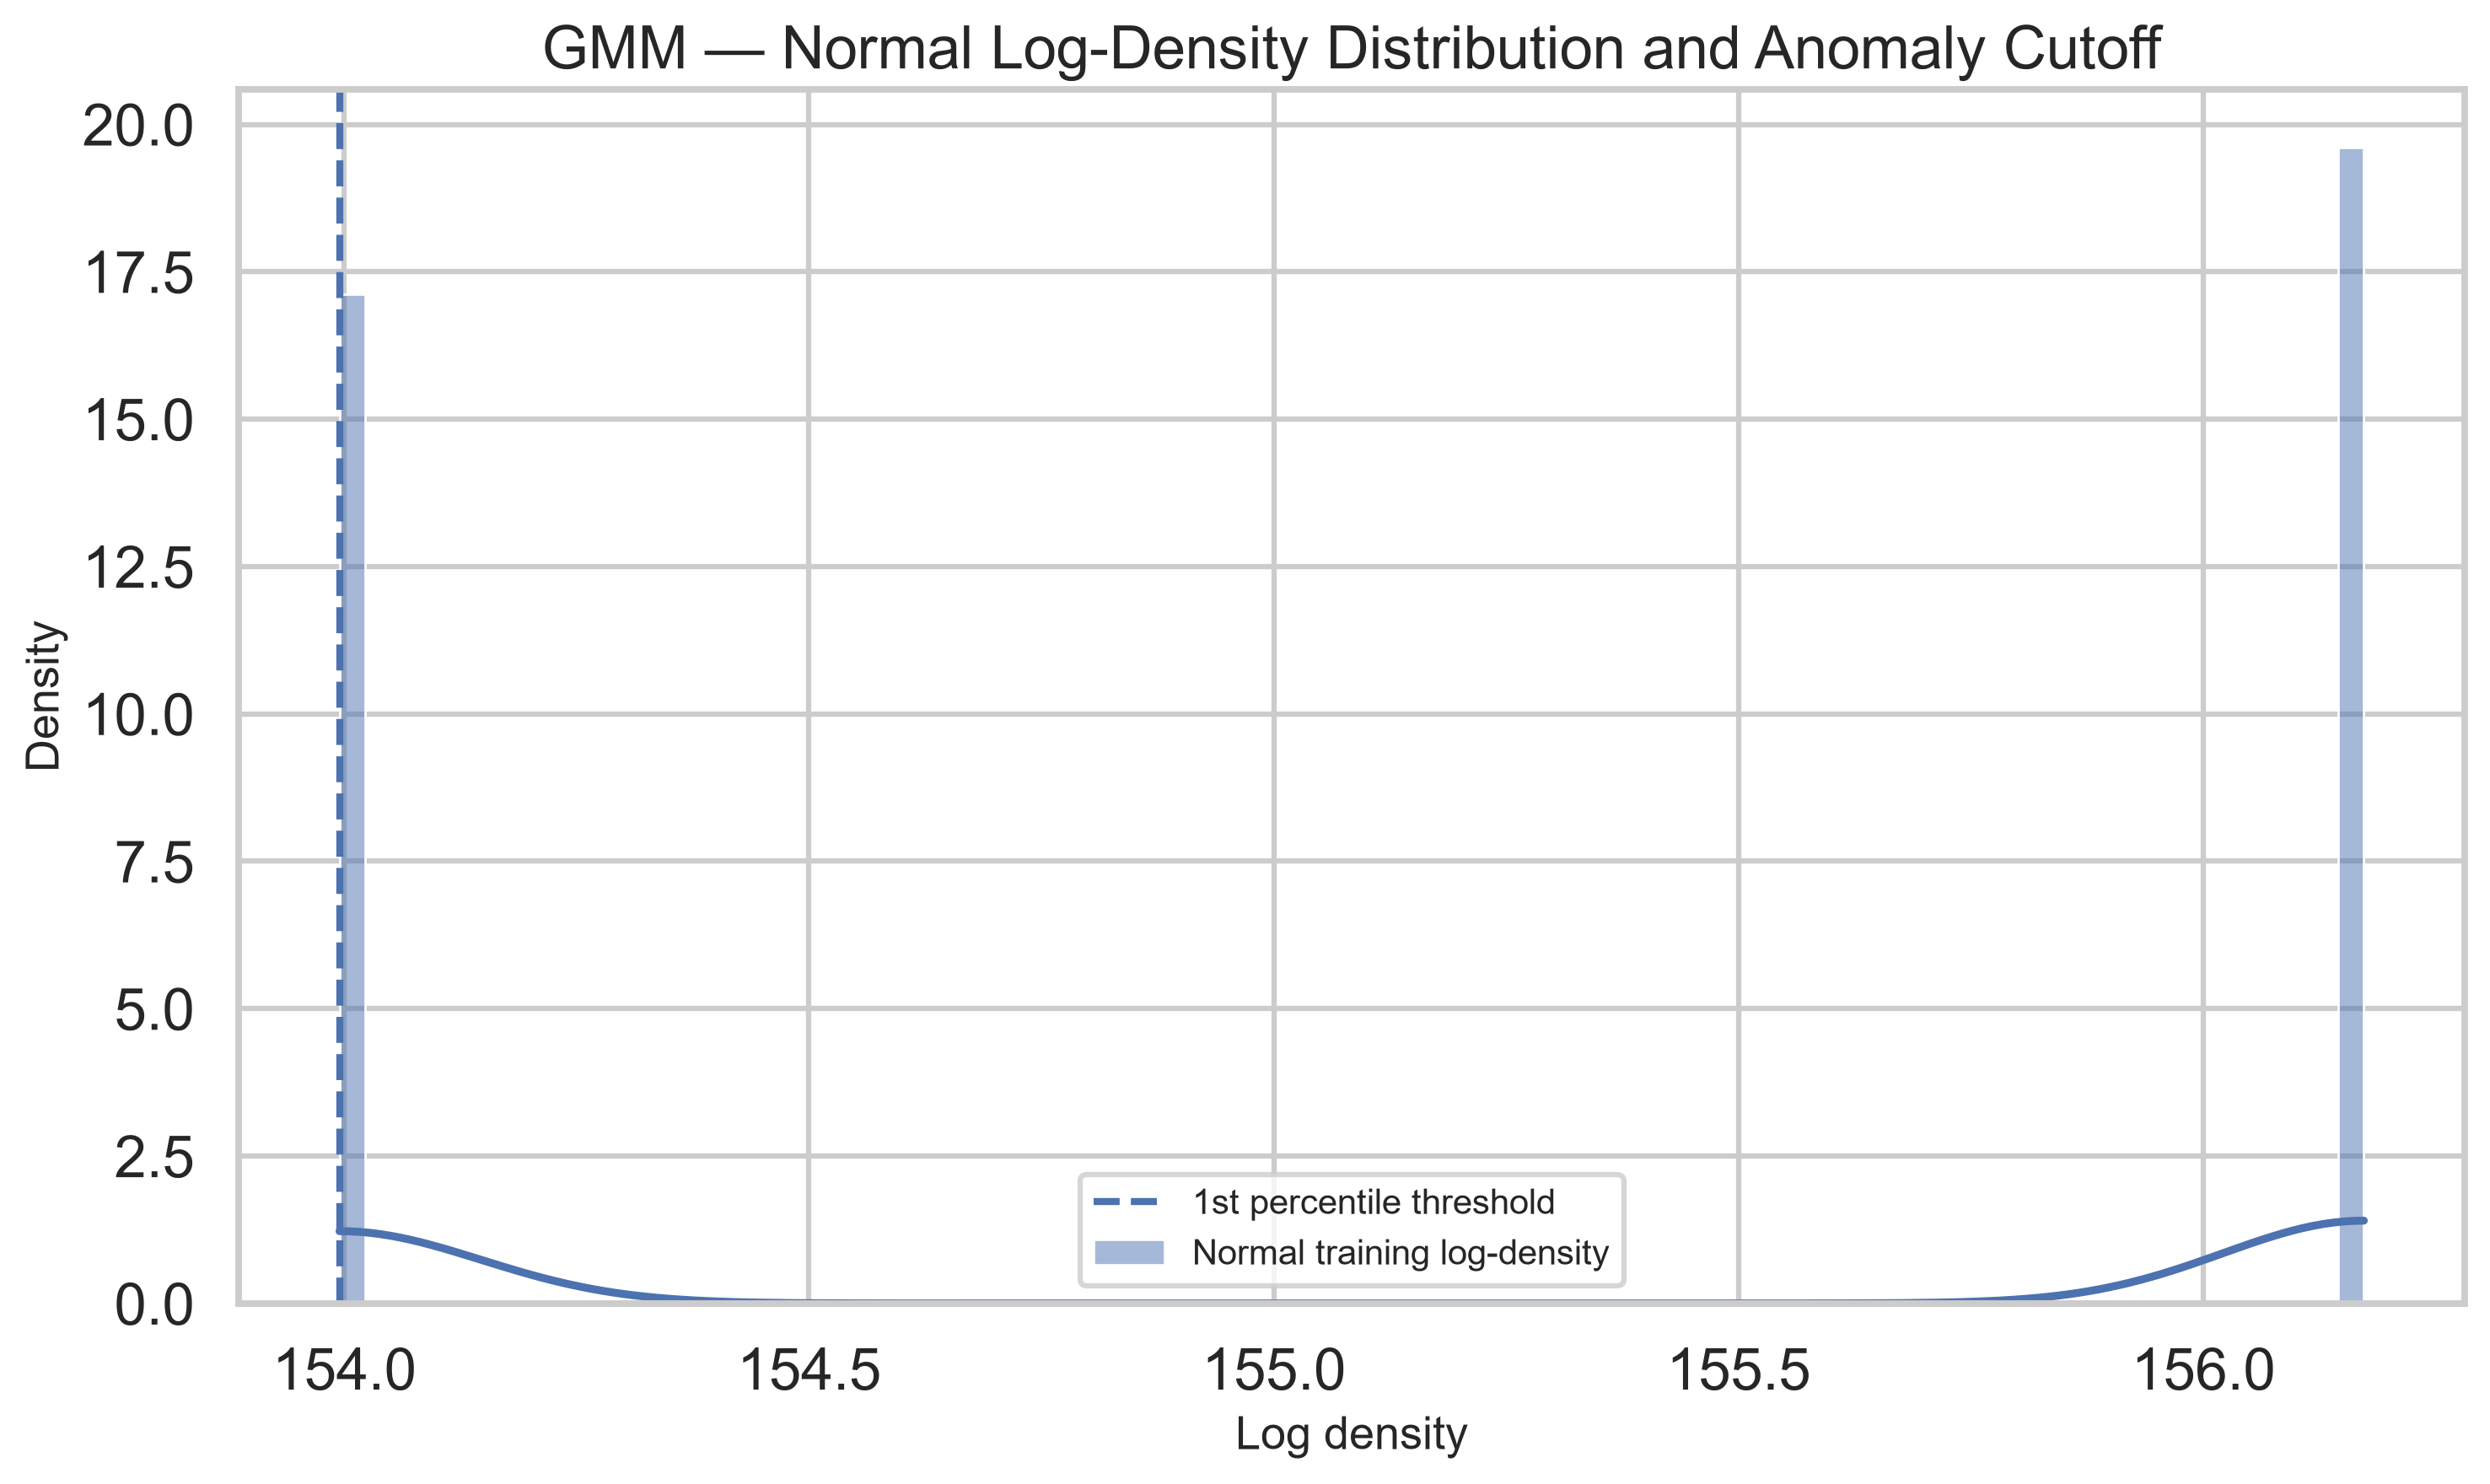 GMM — Normal Log-Density Distribution and Anomaly Cutoff
20.0
17.5
15.0
12.5
10.0
7.5
5.0
2.5
0.0
Density
1st percentile threshold
Normal training log-density
154.0 154.5 155.0 155.5 156.0
Log density